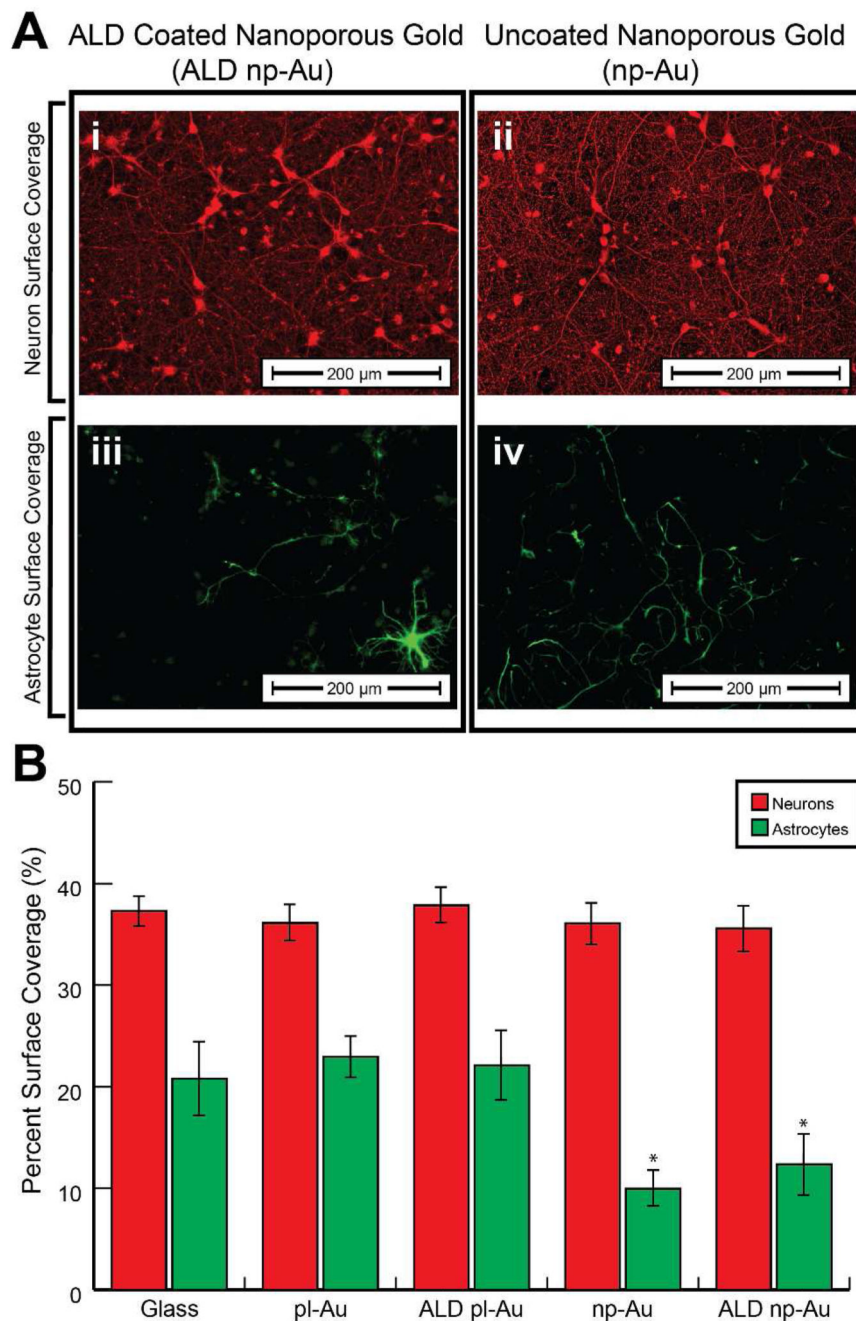 A
ALD Coated Nanoporous Gold
(ALD np-Au)
Uncoated Nanoporous Gold
(np-Au)
Neuron Surface Coverage
i
200 µm
ii
200 µm
Astrocyte Surface Coverage
iii
200 µm
iv
200 µm
B
Percent Surface Coverage (%)
50
40
30
20
10
0
Neurons
Astrocytes
*
*
Glass
pl-Au
ALD pl-Au
np-Au
ALD np-Au